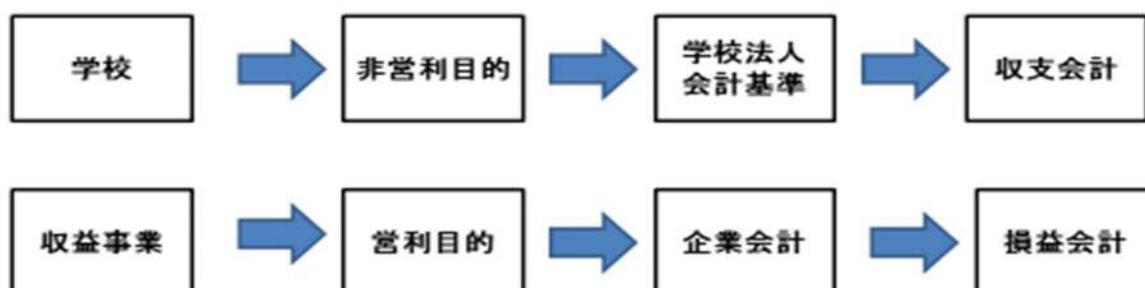 学校
非営利目的
学校法人
会計基準
収支会計
収益事業
営利目的
企業会計
損益会計